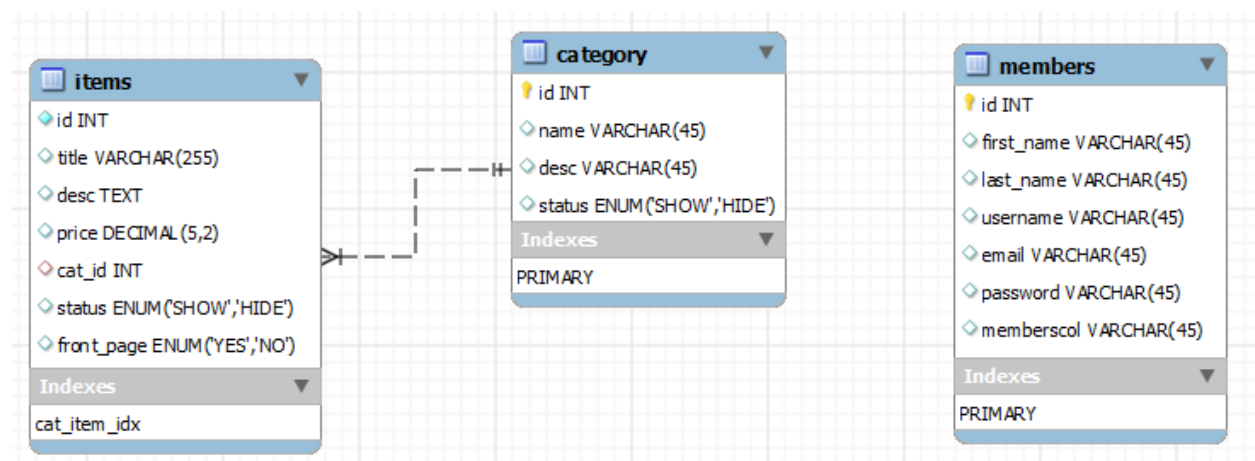 items
id INT
title VARCHAR(255)
desc TEXT
price DECIMAL(5,2)
cat_id INT
status ENUM('SHOW','HIDE')
front_page ENUM('YES','NO')
Indexes
cat_item_idx
category
id INT
name VARCHAR(45)
desc VARCHAR(45)
status ENUM('SHOW','HIDE')
Indexes
PRIMARY
members
id INT
first_name VARCHAR(45)
last_name VARCHAR(45)
username VARCHAR(45)
email VARCHAR(45)
password VARCHAR(45)
memberscol VARCHAR(45)
Indexes
PRIMARY